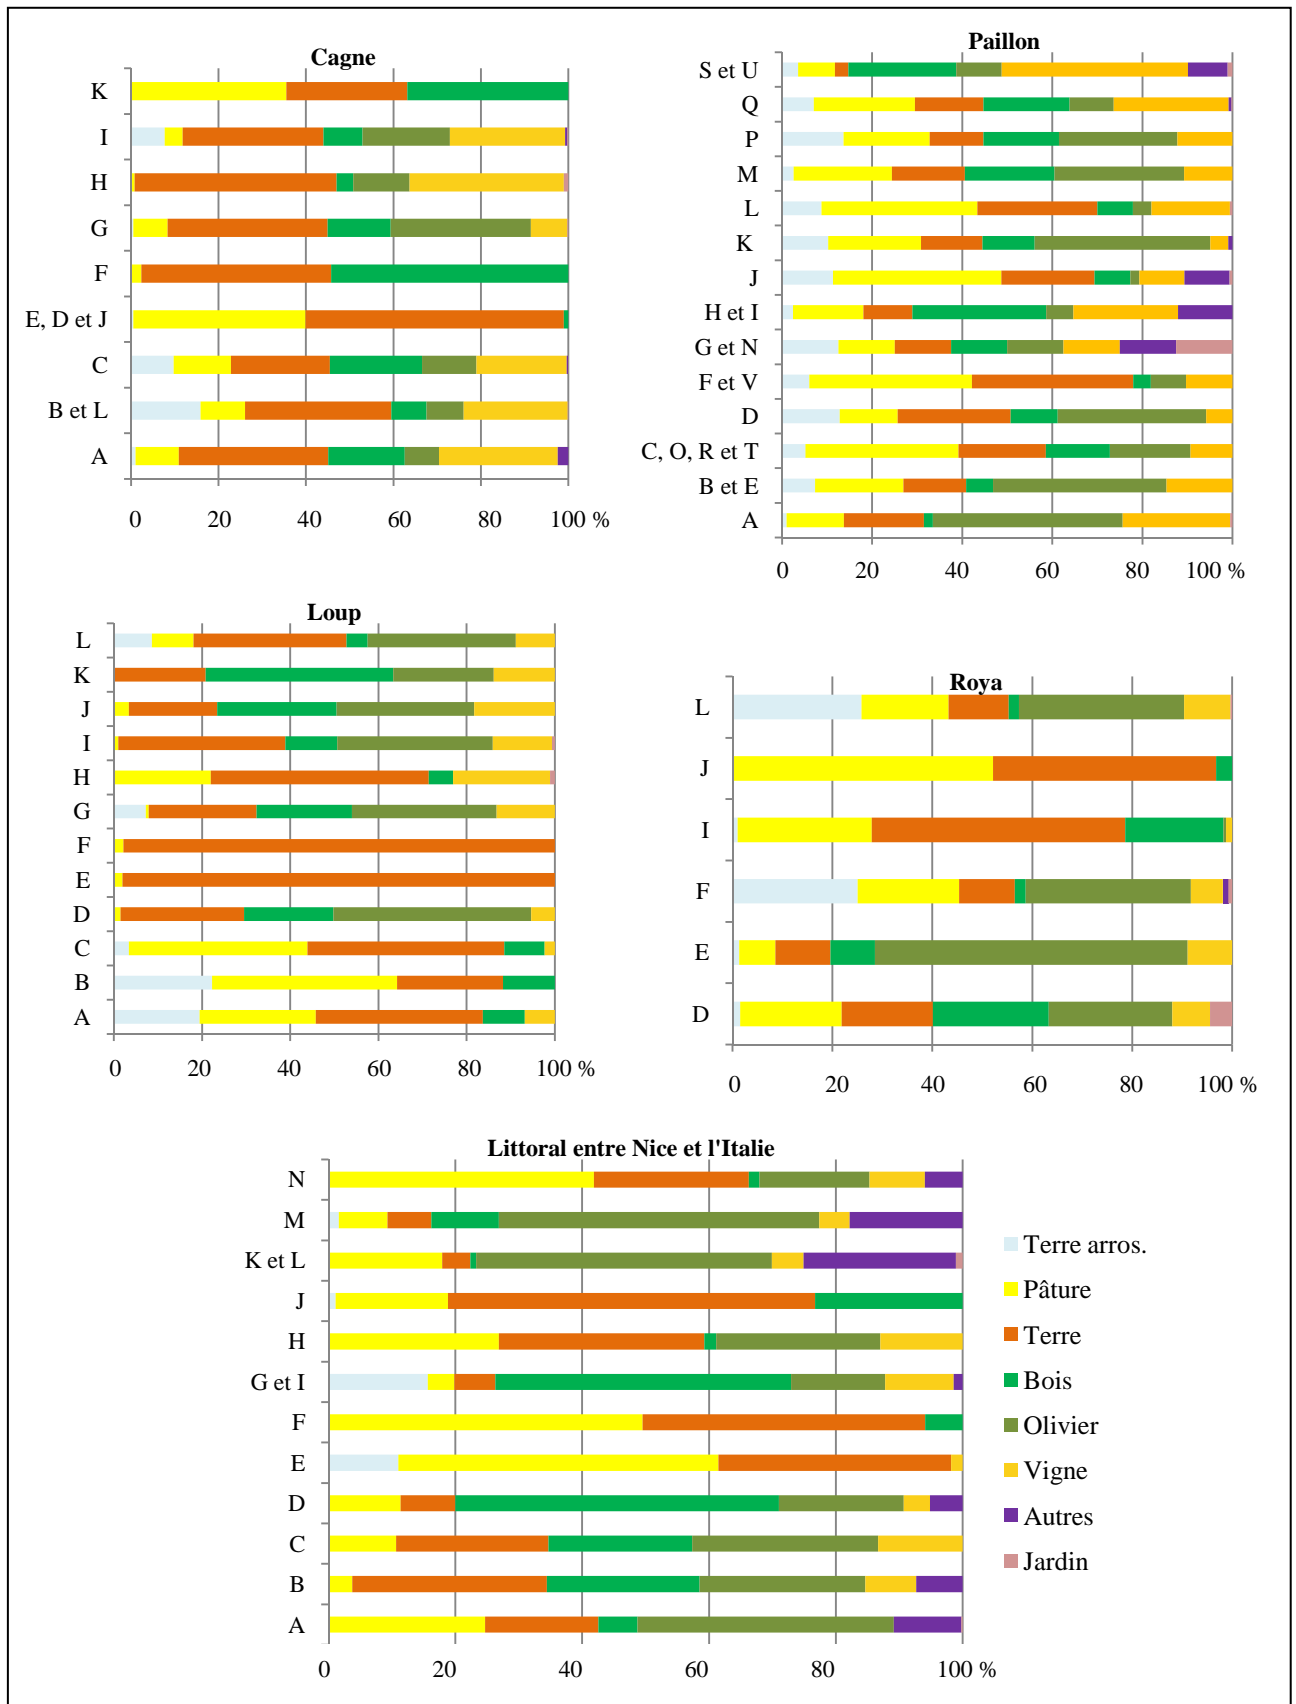 Cagne
K
I
H
G
F
E, D et J
C
B et L
A
0 20 40 60 80 100 %
Paillon
S et U
Q
P
M
L
K
J
H et I
G et N
F et V
D
C, O, R et T
B et E
A
0 20 40 60 80 100 %
Loup
L
K
J
I
H
G
F
E
D
C
B
A
0 20 40 60 80 100 %
Roya
L
J
I
F
E
D
0 20 40 60 80 100 %
Littoral entre Nice et l'Italie
N
M
K et L
J
H
G et I
F
E
D
C
B
A
0 20 40 60 80 100 %
Terre arros.
Pâture
Terre
Bois
Olivier
Vigne
Autres
Jardin